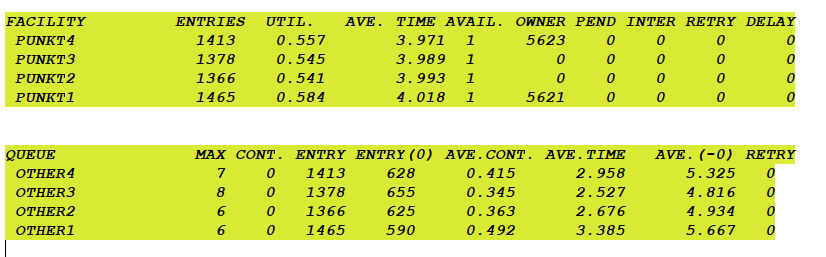 FACILITY ENTRIES UTIL. AVE. TIME AVAIL. OWNER PEND INTER RETRY DELAY
PUNKT4 1413 0.557 3.971 1 5623 0 0 0 0
PUNKT3 1378 0.545 3.989 1 0 0 0 0 0
PUNKT2 1366 0.541 3.993 1 0 0 0 0 0
PUNKT1 1465 0.584 4.018 1 5621 0 0 0 0
QUEUE MAX CONT. ENTRY ENTRY(0) AVE.CONT. AVE.TIME AVE.(-0) RETRY
OTHER4 7 0 1413 628 0.415 2.958 5.325 0
OTHER3 8 0 1378 655 0.345 2.527 4.816 0
OTHER2 6 0 1366 625 0.363 2.676 4.934 0
OTHER1 6 0 1465 590 0.492 3.385 5.667 0